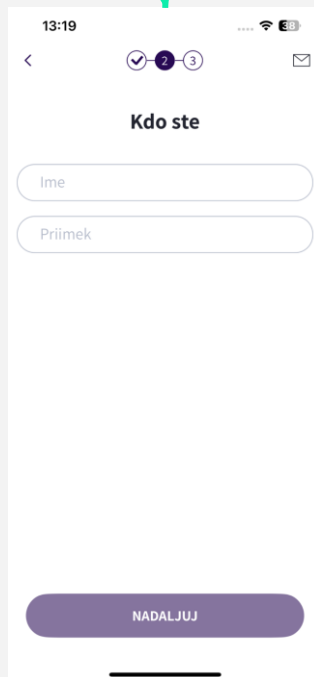 13:19
38
2 3
Kdo ste
Ime
Priimek
NADALJUJ